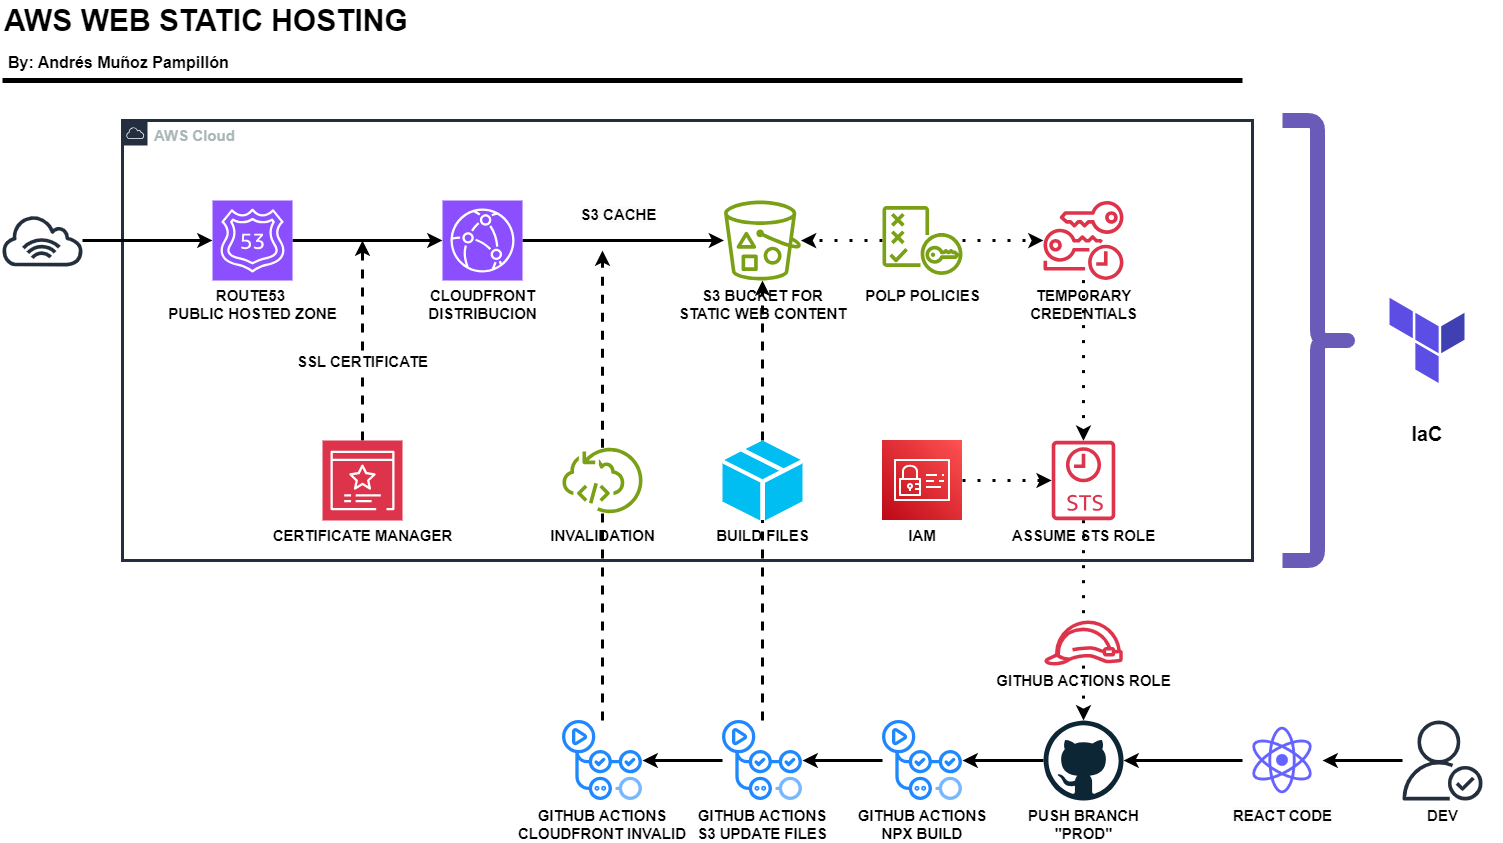 AWS WEB STATIC HOSTING
By: Andrés Muñoz Pampillón
AWS Cloud
S3 CACHE
53
ROUTE53
PUBLIC HOSTED ZONE
CLOUDFRONT
DISTRIBUCION
S3 BUCKET FOR
STATIC WEB CONTENT
POLP POLICIES
TEMPORARY
CREDENTIALS
SSL CERTIFICATE
IaC
STS
CERTIFICATE MANAGER
INVALIDATION
BUILD FILES
IAM
ASSUME STS ROLE
GITHUB ACTIONS ROLE
GITHUB ACTIONS
CLOUDFRONT INVALID
GITHUB ACTIONS
S3 UPDATE FILES
GITHUB ACTIONS
NPX BUILD
PUSH BRANCH
"PROD"
REACT CODE
DEV